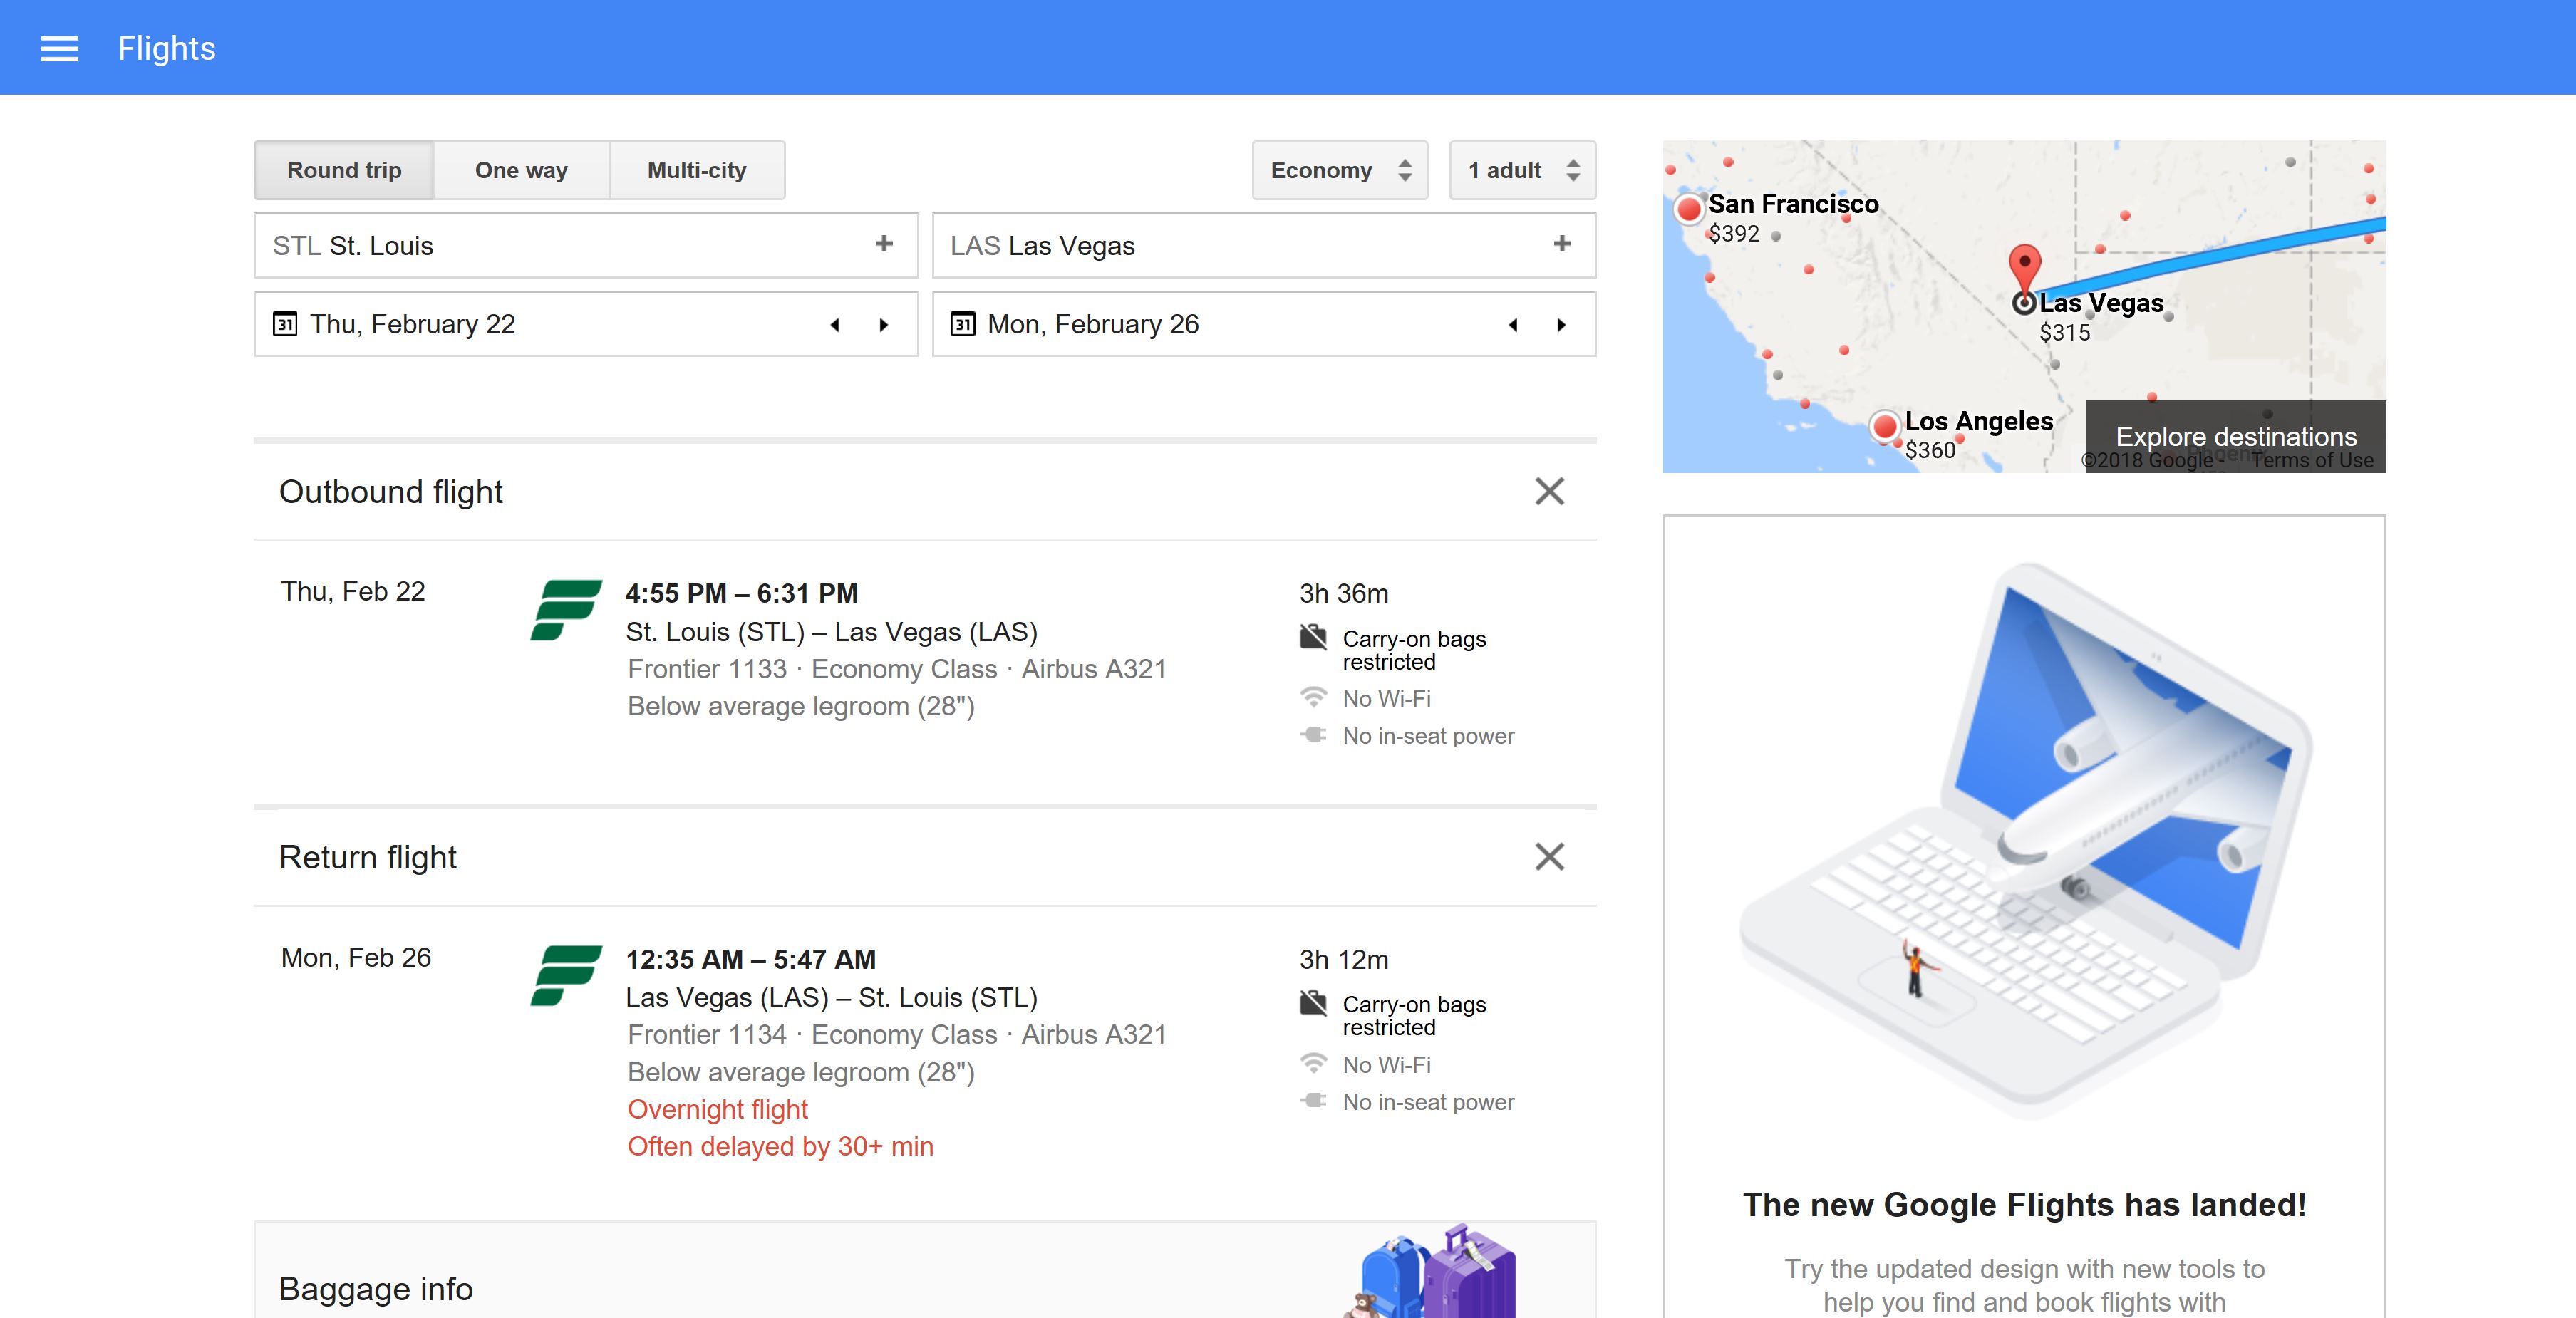 Flights
Round trip
One way
Multi-city
Economy
1 adult
STL St. Louis
LAS Las Vegas
31 Thu, February 22
31 Mon, February 26
San Francisco
$392
Las Vegas
$315
Los Angeles
$360
Explore destinations
Phoenix
©2018 Google - Terms of Use
Outbound flight
Thu, Feb 22
4:55 PM – 6:31 PM
St. Louis (STL) – Las Vegas (LAS)
Frontier 1133 · Economy Class · Airbus A321
Below average legroom (28")
3h 36m
Carry-on bags
restricted
No Wi-Fi
No in-seat power
Return flight
Mon, Feb 26
12:35 AM – 5:47 AM
Las Vegas (LAS) – St. Louis (STL)
Frontier 1134 · Economy Class · Airbus A321
Below average legroom (28")
Overnight flight
Often delayed by 30+ min
3h 12m
Carry-on bags
restricted
No Wi-Fi
No in-seat power
Baggage info
The new Google Flights has landed!
Try the updated design with new tools to
help you find and book flights with